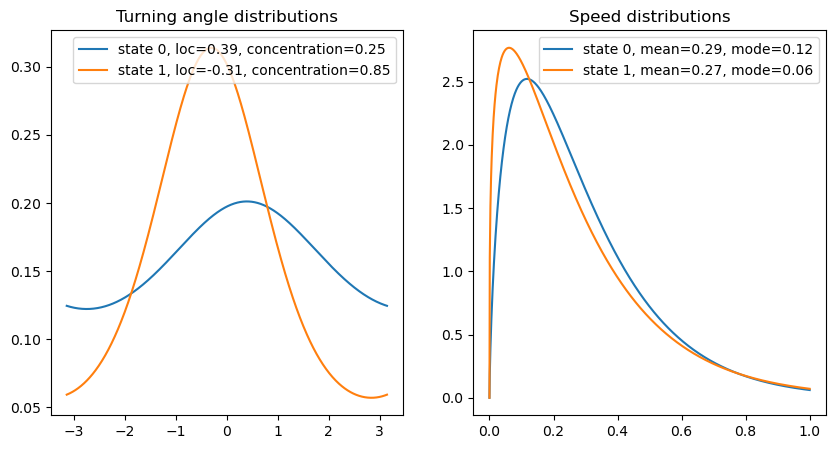 Turning angle distributions
state 0, loc=0.39, concentration=0.25
state 1, loc=-0.31, concentration=0.85
0.30
0.25
0.20
0.15
0.10
0.05
−3 −2 −1 0 1 2 3
Speed distributions
state 0, mean=0.29, mode=0.12
state 1, mean=0.27, mode=0.06
2.5
2.0
1.5
1.0
0.5
0.0
0.0 0.2 0.4 0.6 0.8 1.0